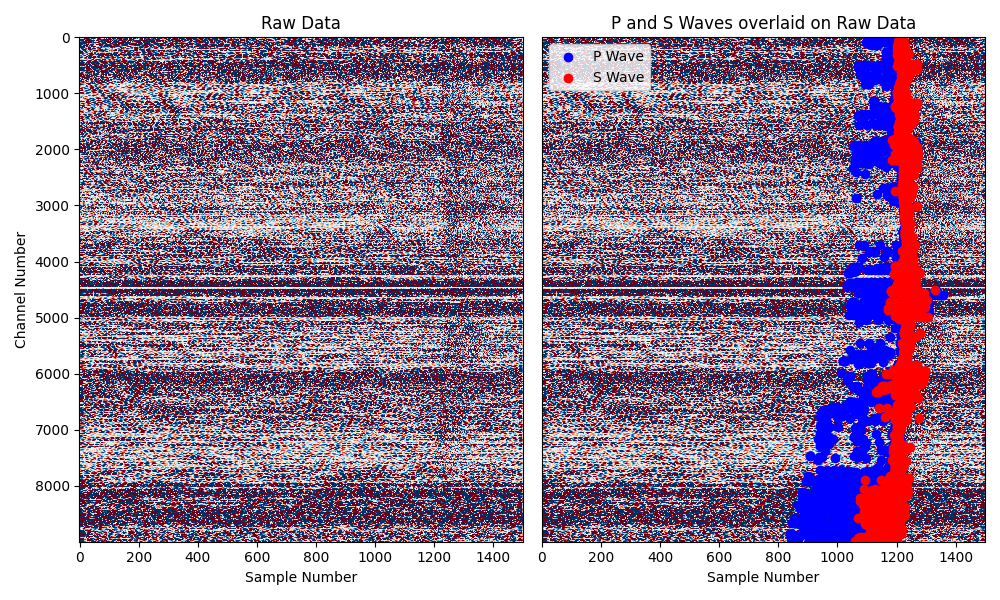 Raw Data
P and S Waves overlaid on Raw Data
0
1000
2000
3000
4000
5000
6000
7000
8000
Channel Number
0 200 400 600 800 1000 1200 1400
Sample Number
P Wave
S Wave
0 200 400 600 800 1000 1200 1400
Sample Number